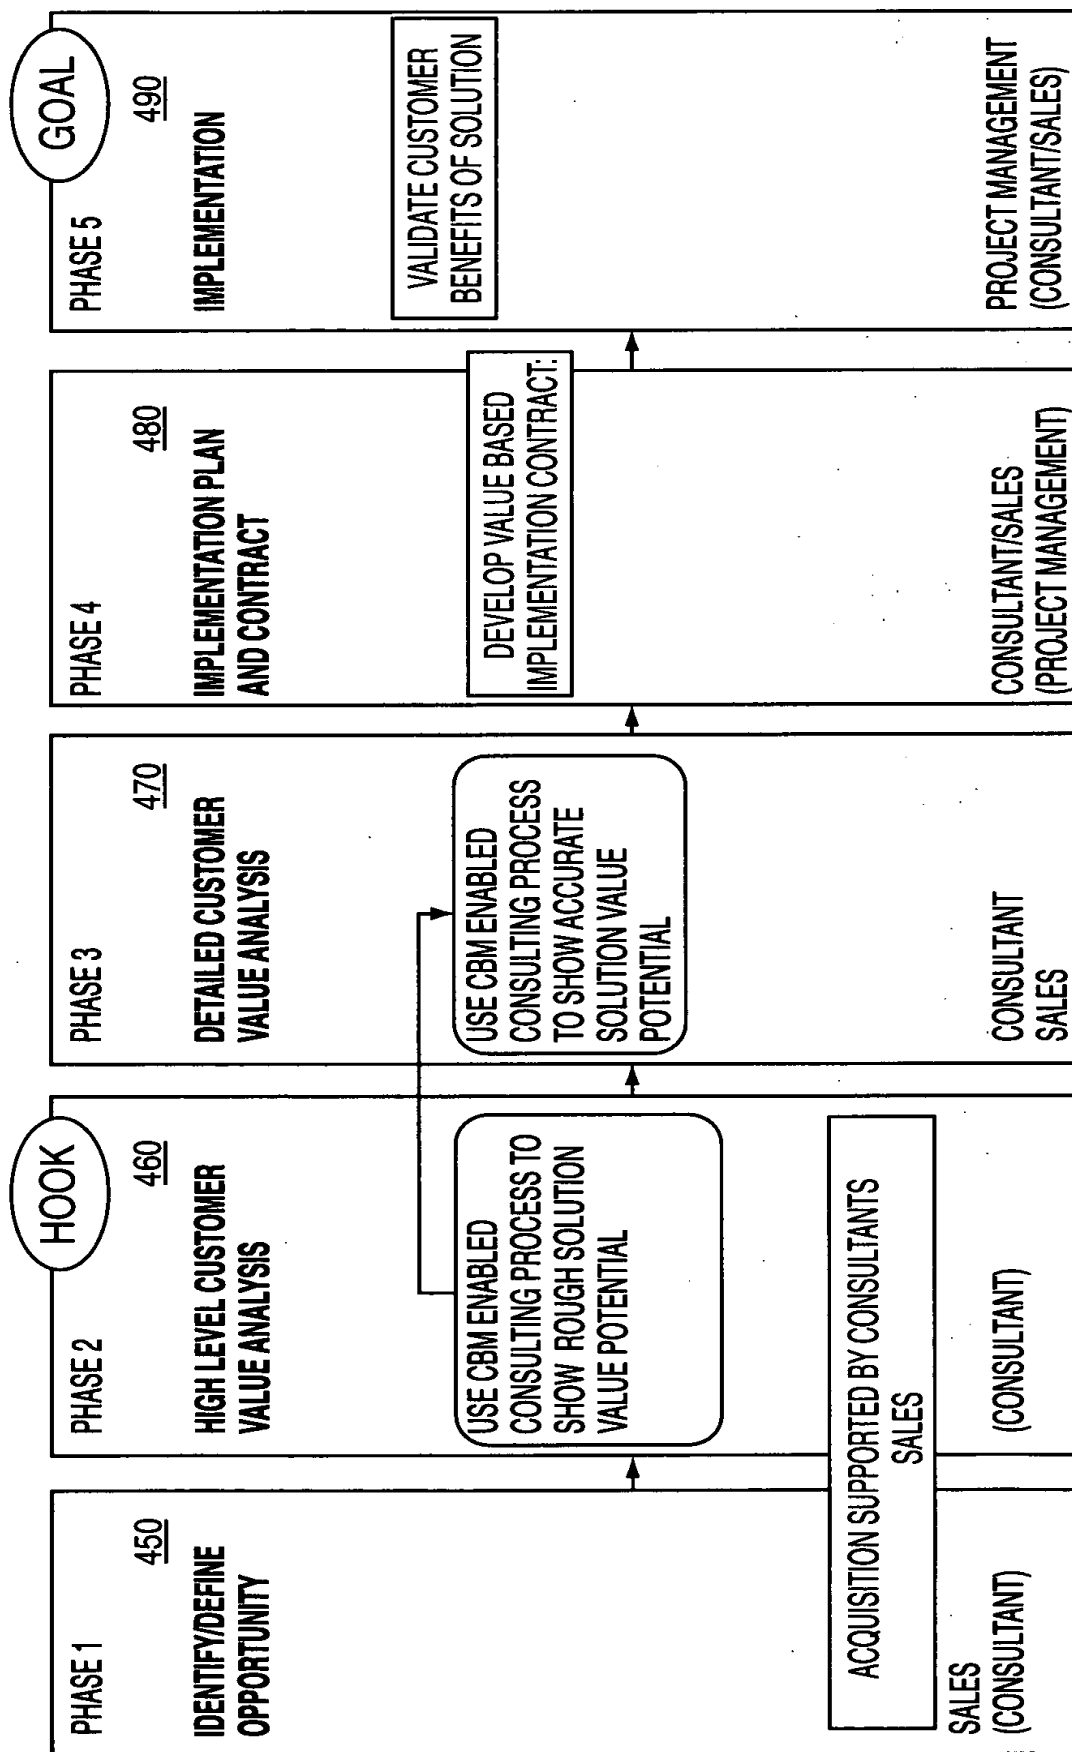 PHASE 1
450
IDENTIFY/DEFINE
OPPORTUNITY
SALES
(CONSULTANT)
HOOK
PHASE 2
460
HIGH LEVEL CUSTOMER
VALUE ANALYSIS
USE CBM ENABLED
CONSULTING PROCESS TO
SHOW ROUGH SOLUTION
VALUE POTENTIAL
ACQUISITION SUPPORTED BY CONSULTANTS
SALES
(CONSULTANT)
PHASE 3
470
DETAILED CUSTOMER
VALUE ANALYSIS
USE CBM ENABLED
CONSULTING PROCESS
TO SHOW ACCURATE
SOLUTION VALUE
POTENTIAL
CONSULTANT
SALES
PHASE 4
480
IMPLEMENTATION PLAN
AND CONTRACT
DEVELOP VALUE BASED
IMPLEMENTATION CONTRACT:
CONSULTANT/SALES
(PROJECT MANAGEMENT)
GOAL
PHASE 5
490
IMPLEMENTATION
VALIDATE CUSTOMER
BENEFITS OF SOLUTION
PROJECT MANAGEMENT
(CONSULTANT/SALES)